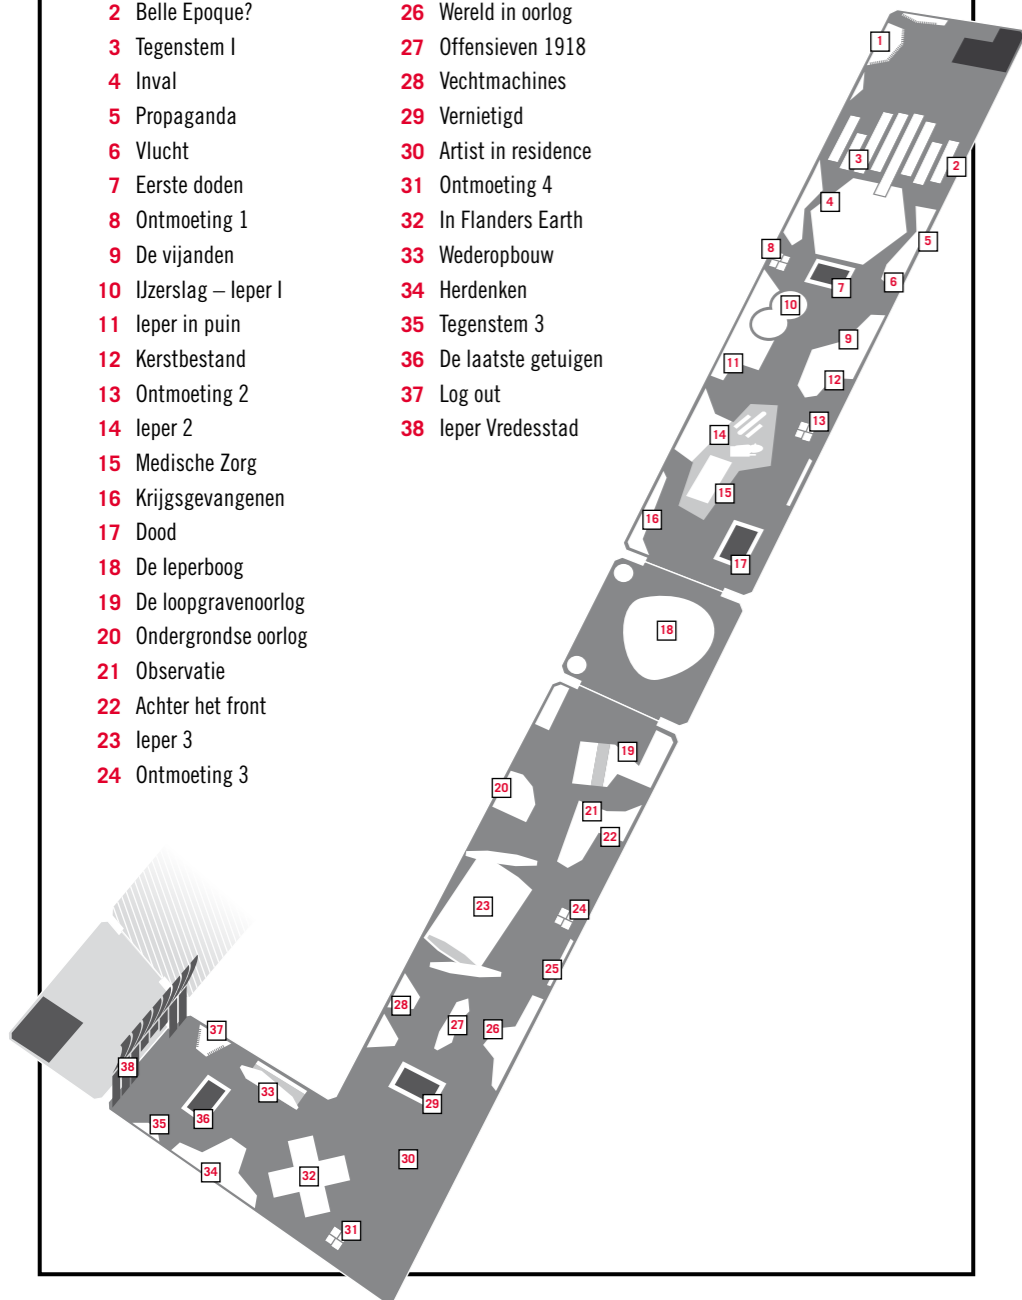 2 Belle Epoque?
3 Tegenstem I
4 Inval
5 Propaganda
6 Vlucht
7 Eerste doden
8 Ontmoeting 1
9 De vijanden
10 IJzerslag – Ieper I
11 Ieper in puin
12 Kerstbestand
13 Ontmoeting 2
14 Ieper 2
15 Medische Zorg
16 Krijgsgevangenen
17 Dood
18 De Ieperboog
19 De loopgravenoorlog
20 Ondergrondse oorlog
21 Observatie
22 Achter het front
23 Ieper 3
24 Ontmoeting 3
26 Wereld in oorlog
27 Offensieven 1918
28 Vechtmachines
29 Vernietigd
30 Artist in residence
31 Ontmoeting 4
32 In Flanders Earth
33 Wederopbouw
34 Herdenken
35 Tegenstem 3
36 De laatste getuigen
37 Log out
38 Ieper Vredesstad
1
3
2
4
5
8
6
7
10
9
11
12
13
14
15
16
17
18
19
20
21
22
23
24
25
28
27
26
37
38
33
29
36
35
30
34
32
31